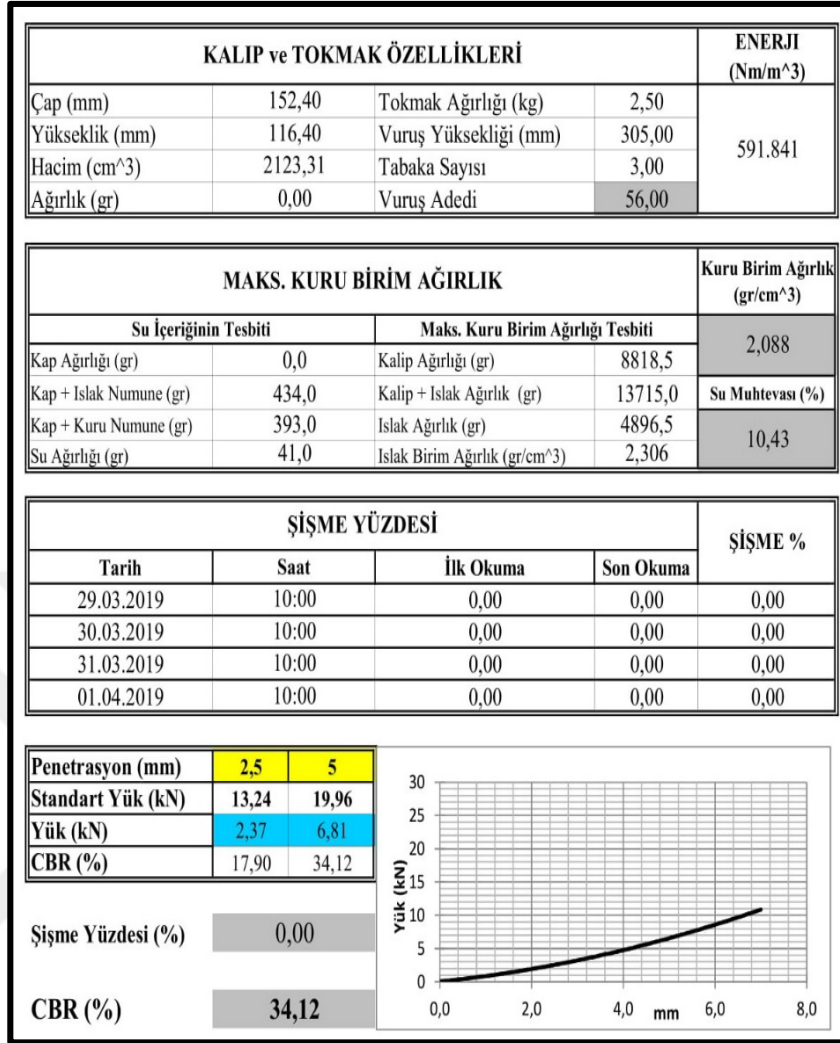 KALIP ve TOKMAK ÖZELLİKLERİ ENERJI (Nm/m^3)
Çap (mm) 152,40 Tokmak Ağırlığı (kg) 2,50 591.841
Yükseklik (mm) 116,40 Vuruş Yüksekliği (mm) 305,00
Hacim (cm^3) 2123,31 Tabaka Sayısı 3,00
Ağırlık (gr) 0,00 Vuruş Adedi 56,00
MAKS. KURU BİRİM AĞIRLIK Kuru Birim Ağırlık (gr/cm^3)
Su İçeriğinin Tesbiti Maks. Kuru Birim Ağırlığı Tesbiti 2,088
Kap Ağırlığı (gr) 0,0 Kalip Ağırlığı (gr) 8818,5
Kap + Islak Numune (gr) 434,0 Kalip + Islak Ağırlık (gr) 13715,0 Su Muhtevası (%)
Kap + Kuru Numune (gr) 393,0 Islak Ağırlık (gr) 4896,5 10,43
Su Ağırlığı (gr) 41,0 Islak Birim Ağırlık (gr/cm^3) 2,306
ŞİŞME YÜZDESİ ŞİŞME %
Tarih Saat İlk Okuma Son Okuma
29.03.2019 10:00 0,00 0,00 0,00
30.03.2019 10:00 0,00 0,00 0,00
31.03.2019 10:00 0,00 0,00 0,00
01.04.2019 10:00 0,00 0,00 0,00
Penetrasyon (mm) 2,5 5
Standart Yük (kN) 13,24 19,96
Yük (kN) 2,37 6,81
CBR (%) 17,90 34,12
Şişme Yüzdesi (%) 0,00
CBR (%) 34,12
Yük (kN)
30
25
20
15
10
5
0
0,0 2,0 4,0 mm 6,0 8,0